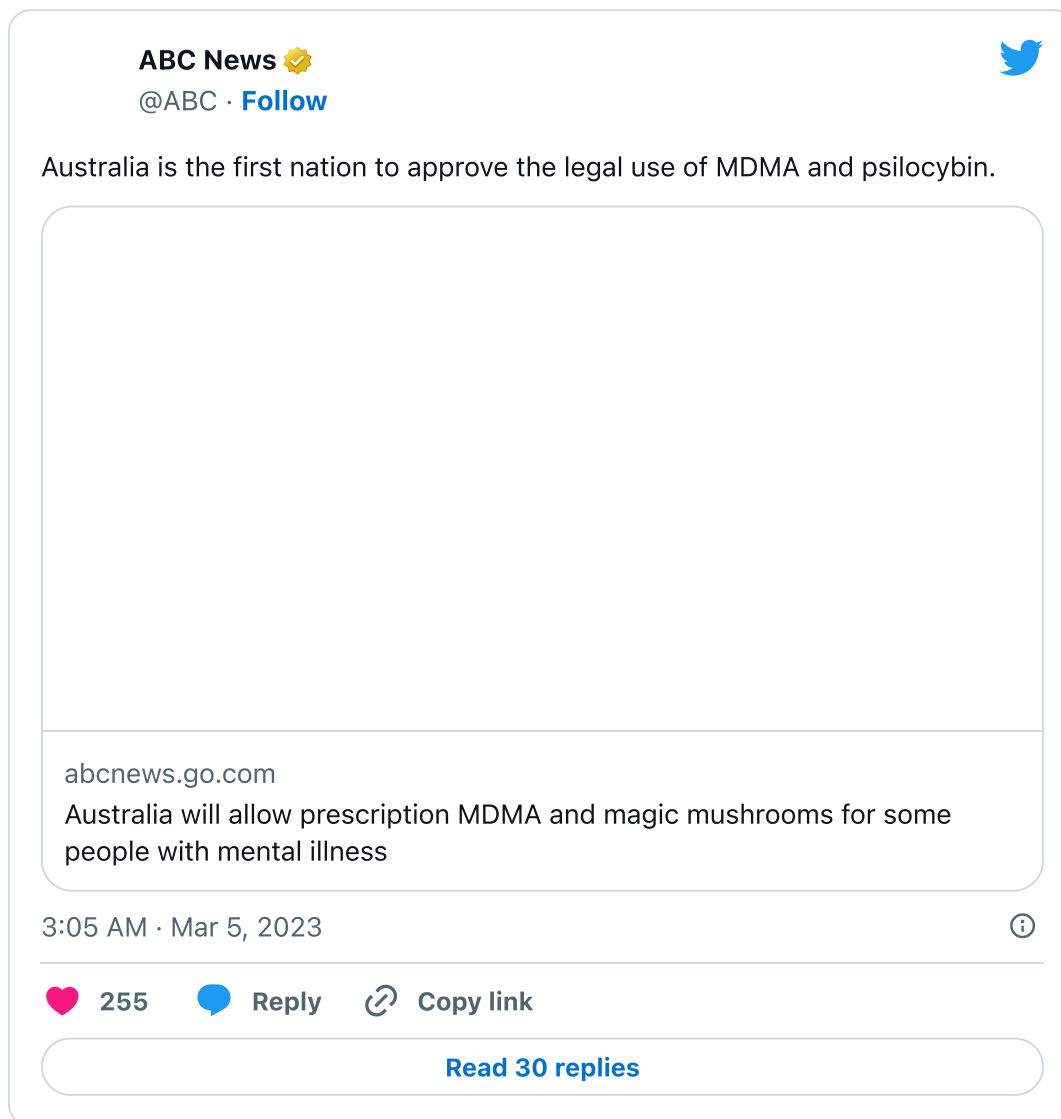 ABC News
@ABC · Follow
Australia is the first nation to approve the legal use of MDMA and psilocybin.
abcnews.go.com
Australia will allow prescription MDMA and magic mushrooms for some
people with mental illness
3:05 AM · Mar 5, 2023
255 Reply Copy link
Read 30 replies